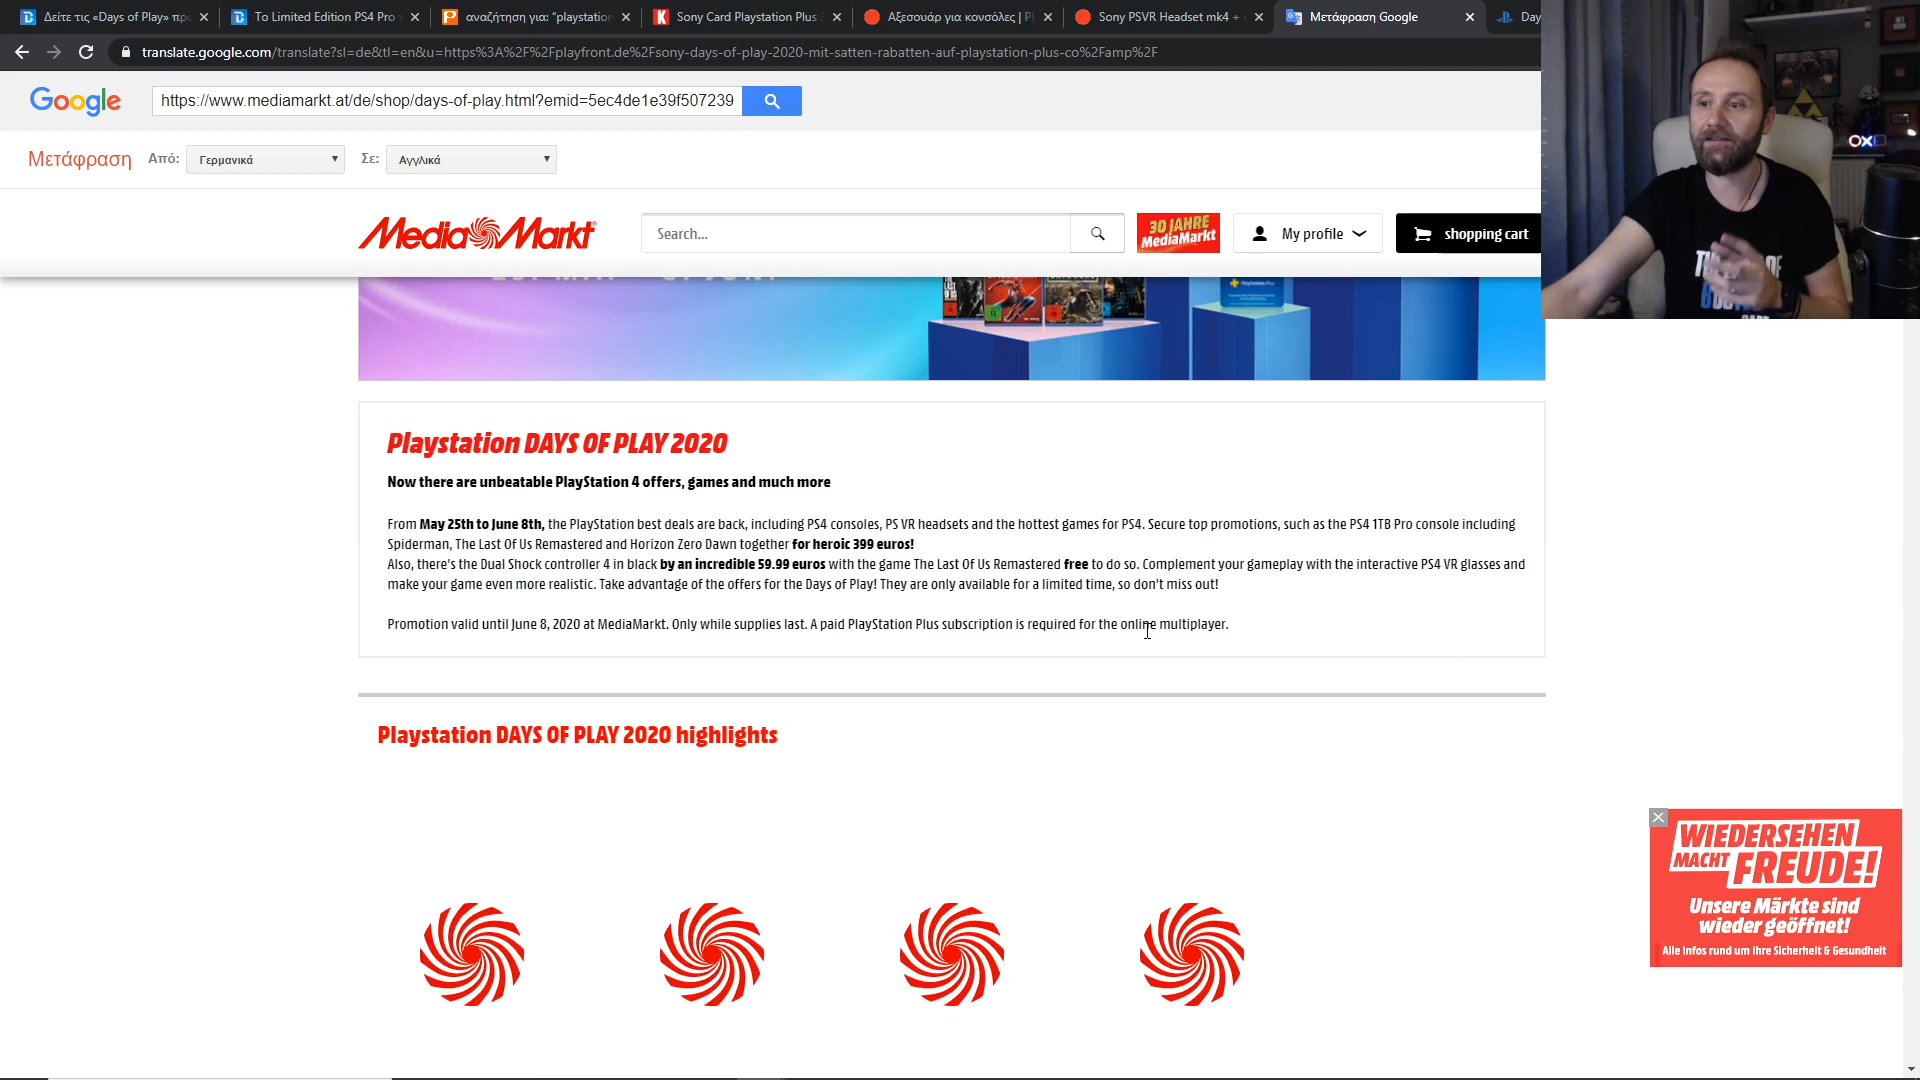 Δείτε τις «Days of Play» πρ
To Limited Edition PS4 Pro
αναζήτηση για: "playstation
Sony Card Playstation Plus
Αξεσουάρ για κονσόλες | Pl
Sony PSVR Headset mk4 +
Μετάφραση Google
Day
translate.google.com/translate?sl=de&tl=en&u=https%3A%2F%2Fplayfront.de%2Fsony-days-of-play-2020-mit-satten-rabatten-auf-playstation-plus-co%2Famp%2F
Google
https://www.mediamarkt.at/de/shop/days-of-play.html?emid=5ec4de1e39f507239
Μετάφραση Από: Γερμανικά Σε: Αγγλικά
MediaMarkt
Search...
30 JAHRE
MediaMarkt
My profile
shopping cart
PlayStation Plus
Playstation DAYS OF PLAY 2020
Now there are unbeatable PlayStation 4 offers, games and much more
From May 25th to June 8th, the PlayStation best deals are back, including PS4 consoles, PS VR headsets and the hottest games for PS4. Secure top promotions, such as the PS4 1TB Pro console including
Spiderman, The Last Of Us Remastered and Horizon Zero Dawn together for heroic 399 euros!
Also, there's the Dual Shock controller 4 in black by an incredible 59.99 euros with the game The Last Of Us Remastered free to do so. Complement your gameplay with the interactive PS4 VR glasses and
make your game even more realistic. Take advantage of the offers for the Days of Play! They are only available for a limited time, so don't miss out!
Promotion valid until June 8, 2020 at MediaMarkt. Only while supplies last. A paid PlayStation Plus subscription is required for the online multiplayer.
Playstation DAYS OF PLAY 2020 highlights
WIEDERSEHEN
MACHT FREUDE!
Unsere Märkte sind
wieder geöffnet!
Alle Infos rund um Ihre Sicherheit & Gesundheit